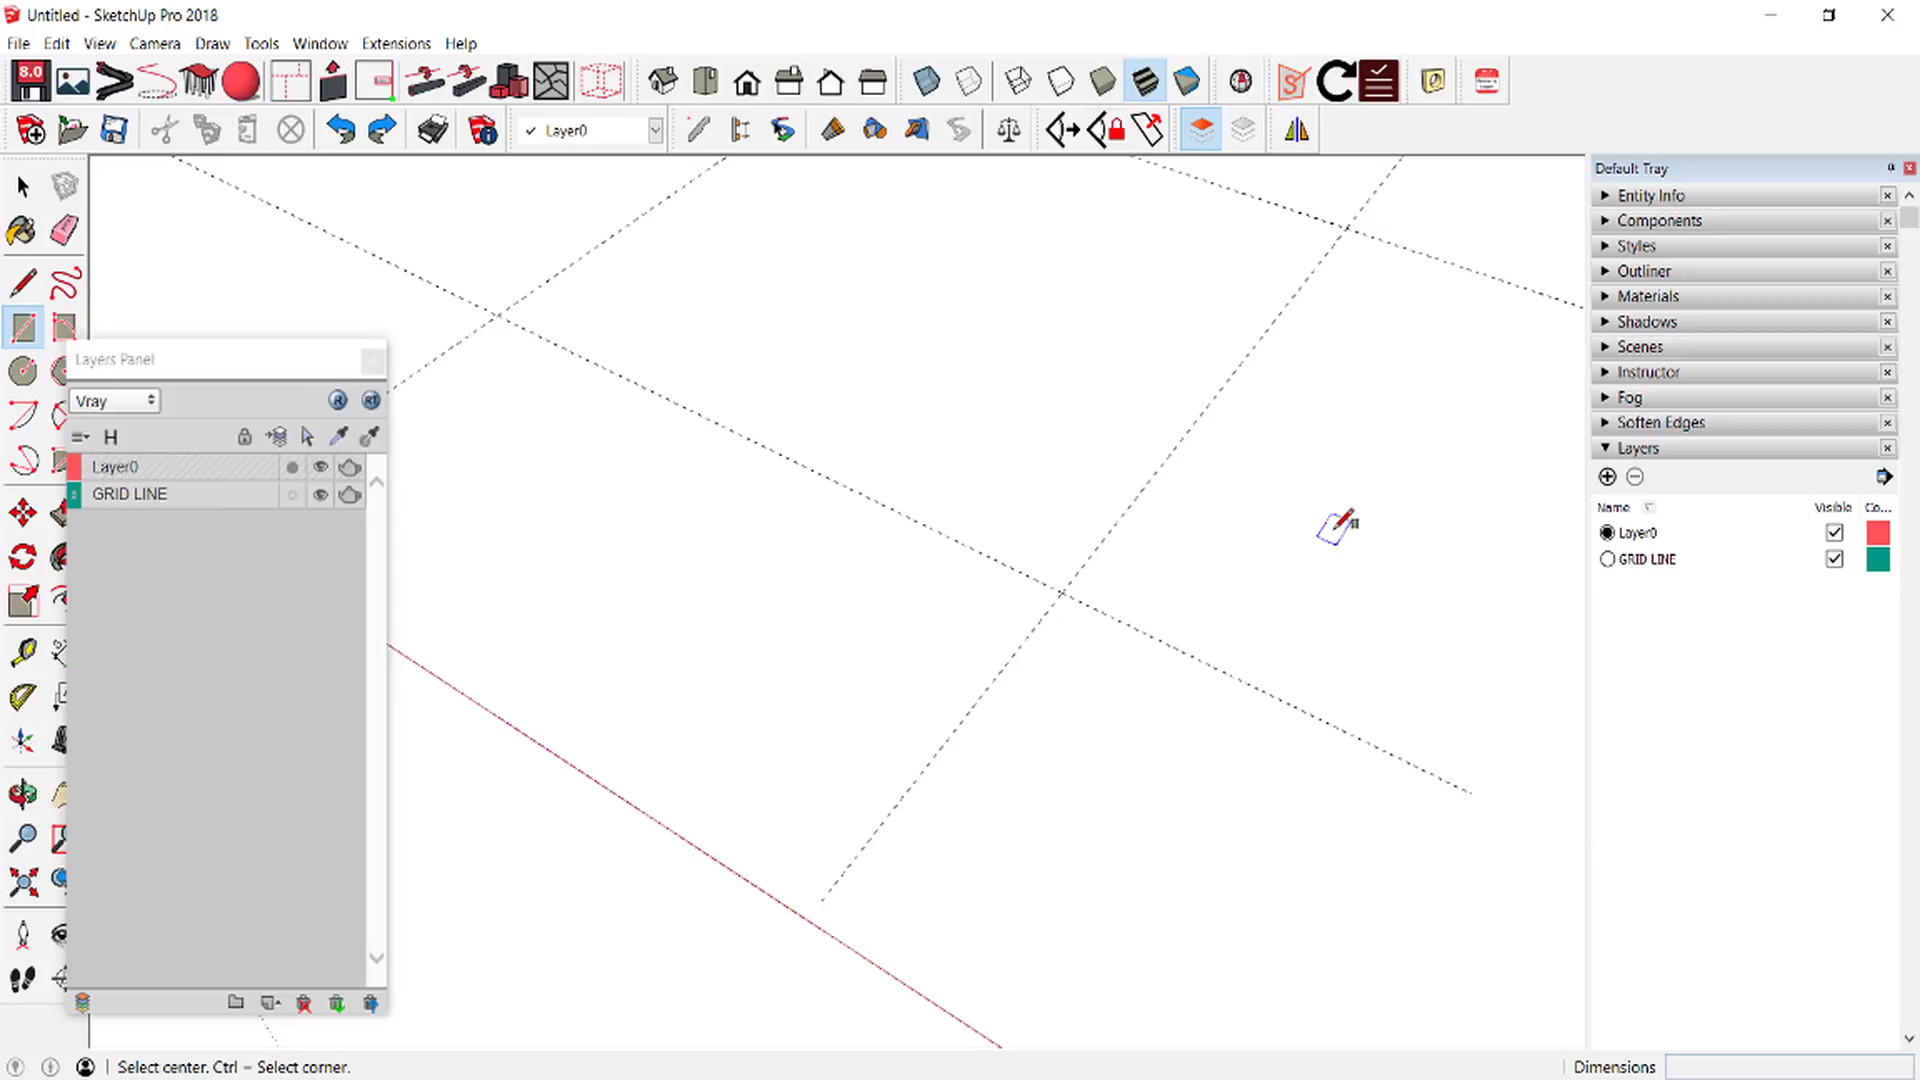 Untitled - SketchUp Pro 2018
File Edit View Camera Draw Tools Window Extensions Help
8.0
✓ Layer0
Default Tray
Entity Info
Components
Styles
Outliner
Materials
Shadows
Scenes
Instructor
Fog
Soften Edges
Layers
Name Visible Co...
Layer0
GRID LINE
Layers Panel
Vray R RT
H
Layer0
GRID LINE
Select center. Ctrl = Select corner.
Dimensions